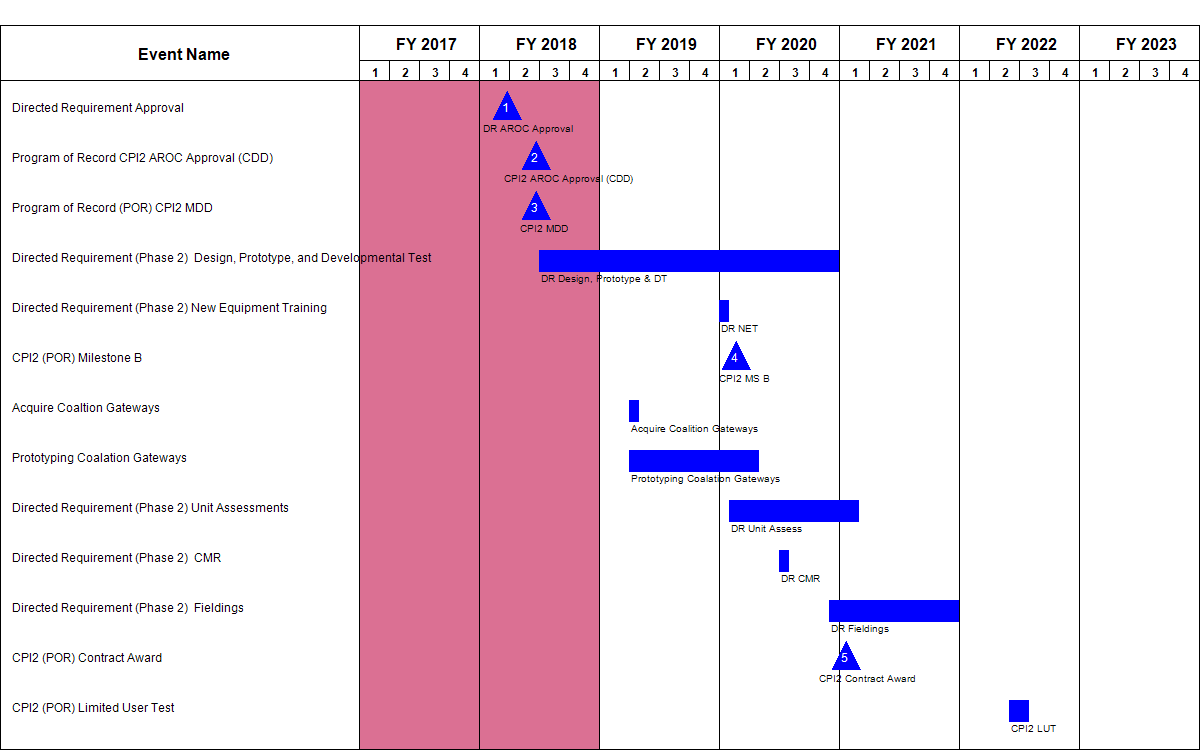 Event Name FY 2017 FY 2018 FY 2019 FY 2020 FY 2021 FY 2022 FY 2023
1 2 3 4 1 2 3 4 1 2 3 4 1 2 3 4 1 2 3 4 1 2 3 4 1 2 3 4
Directed Requirement Approval 1
DR AROC Approval
Program of Record CPI2 AROC Approval (CDD) 2
CPI2 AROC Approval (CDD)
Program of Record (POR) CPI2 MDD 3
CPI2 MDD
Directed Requirement (Phase 2) Design, Prototype, and Developmental Test
DR Design, Prototype & DT
Directed Requirement (Phase 2) New Equipment Training
DR NET
CPI2 (POR) Milestone B 4
CPI2 MS B
Acquire Coaltion Gateways
Acquire Coalition Gateways
Prototyping Coalation Gateways
Prototyping Coalation Gateways
Directed Requirement (Phase 2) Unit Assessments
DR Unit Assess
Directed Requirement (Phase 2) CMR
DR CMR
Directed Requirement (Phase 2) Fieldings
DR Fieldings
CPI2 (POR) Contract Award 5
CPI2 Contract Award
CPI2 (POR) Limited User Test
CPI2 LUT